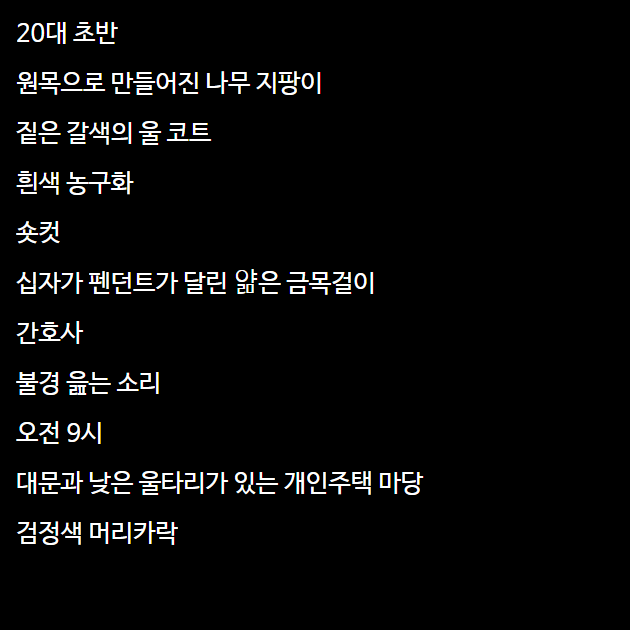 20대 초반
원목으로 만들어진 나무 지팡이
짙은 갈색의 울 코트
흰색 농구화
숏컷
십자가 펜던트가 달린 얇은 금목걸이
간호사
불경 읊는 소리
오전 9시
대문과 낮은 울타리가 있는 개인주택 마당
검정색 머리카락